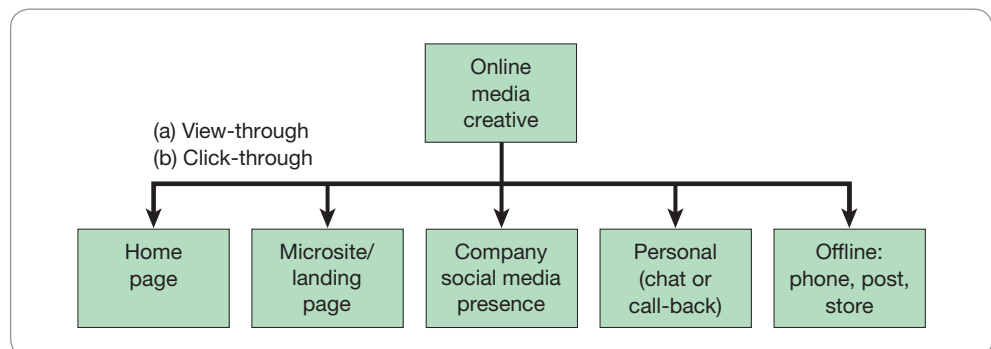 Online
media
creative
(a) View-through
(b) Click-through
Home
page
Microsite/
landing
page
Company
social media
presence
Personal
(chat or
call-back)
Offline:
phone, post,
store